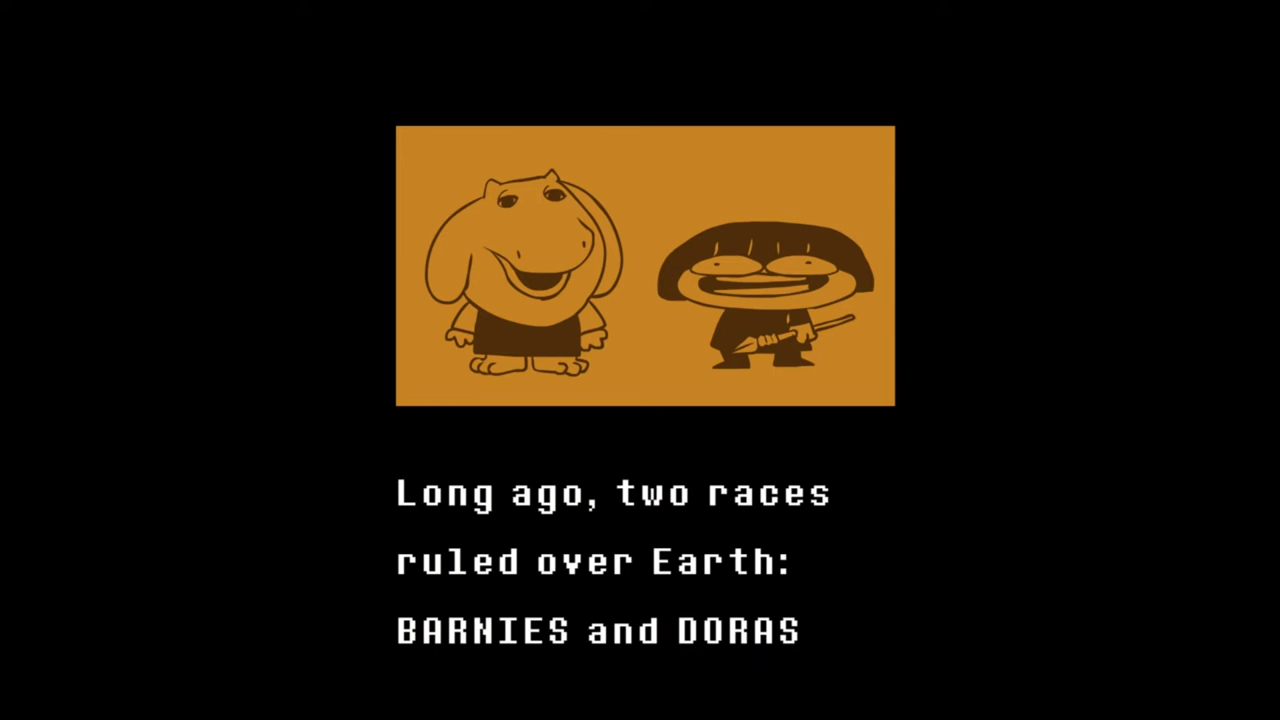 Long ago, two races
ruled over Earth:
BARNIES and DORAS